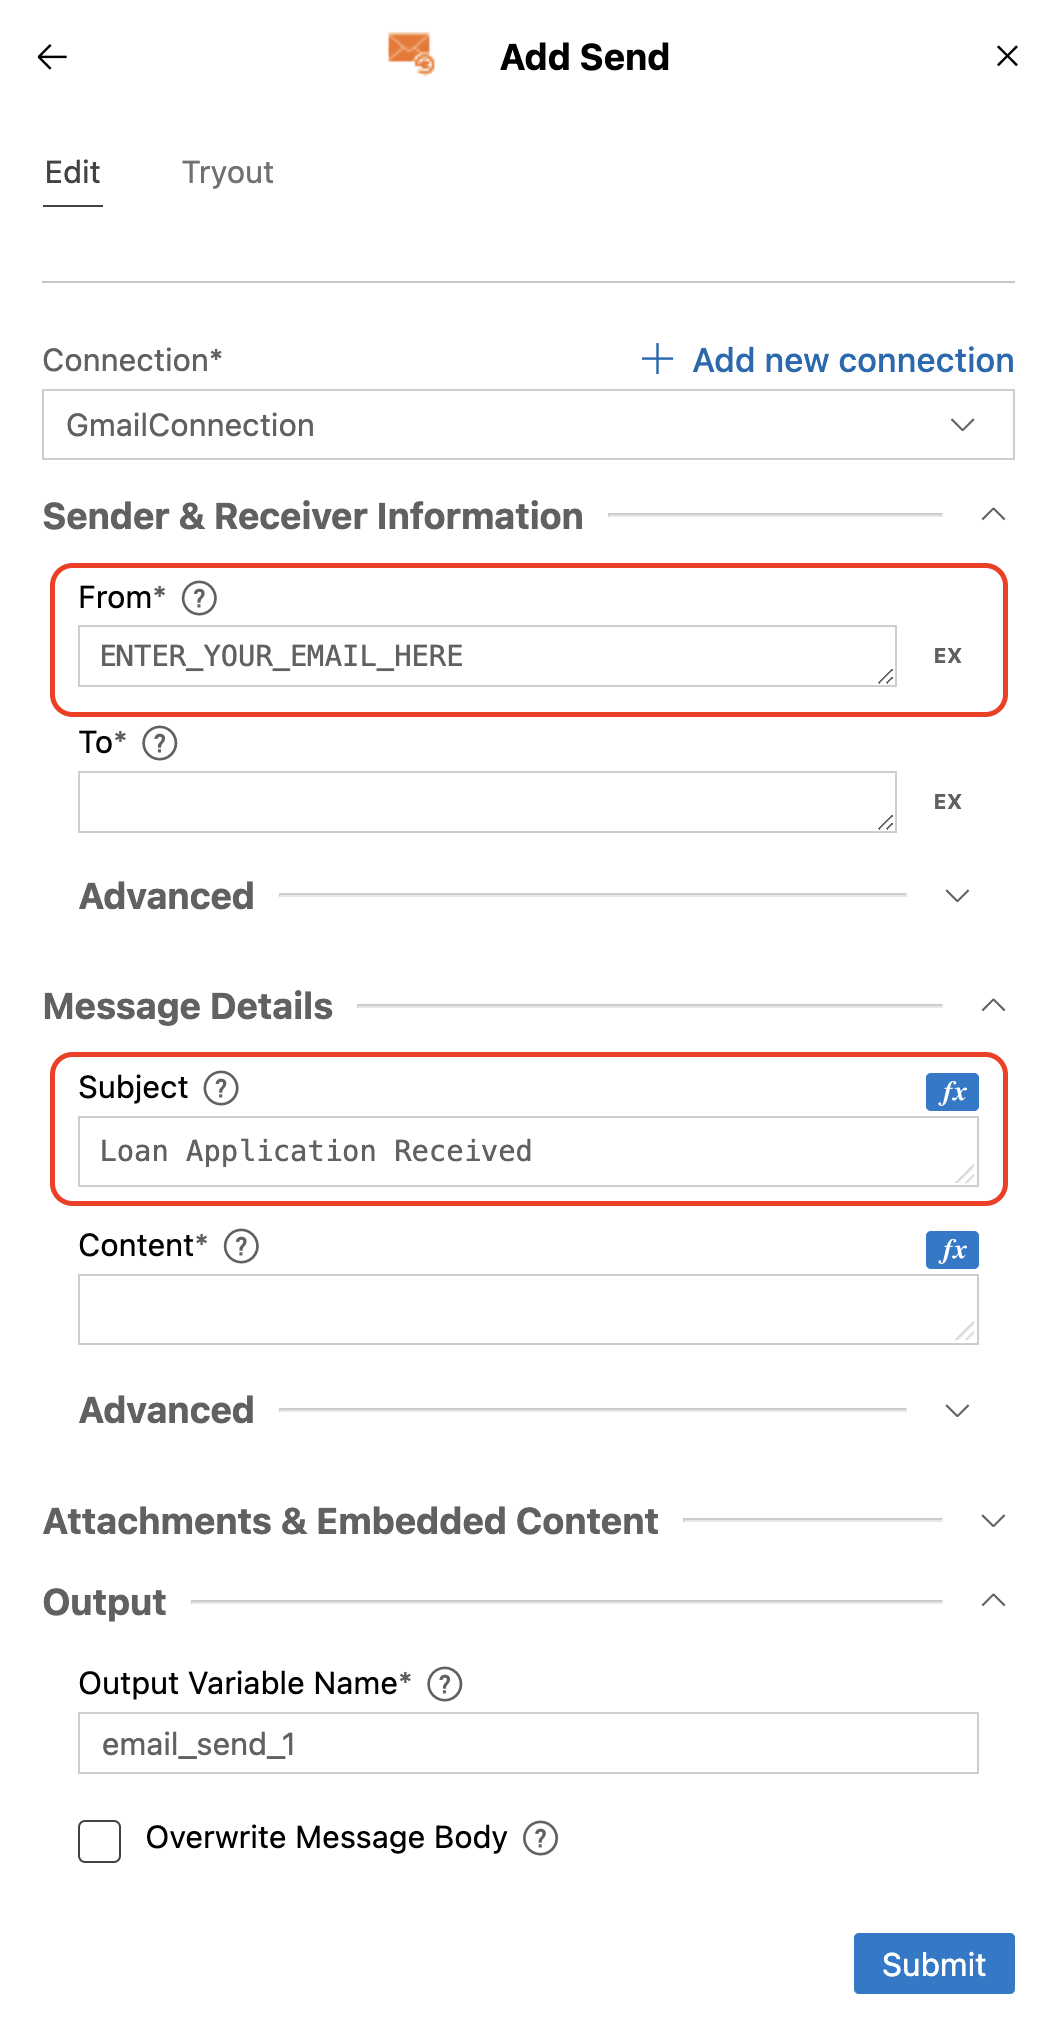 Add Send
Edit Tryout
Connection* + Add new connection
GmailConnection
Sender & Receiver Information
From* ?
ENTER_YOUR_EMAIL_HERE EX
To* ?
EX
Advanced
Message Details
Subject ? fx
Loan Application Received
Content* ? fx
Advanced
Attachments & Embedded Content
Output
Output Variable Name* ?
email_send_1
Overwrite Message Body ?
Submit